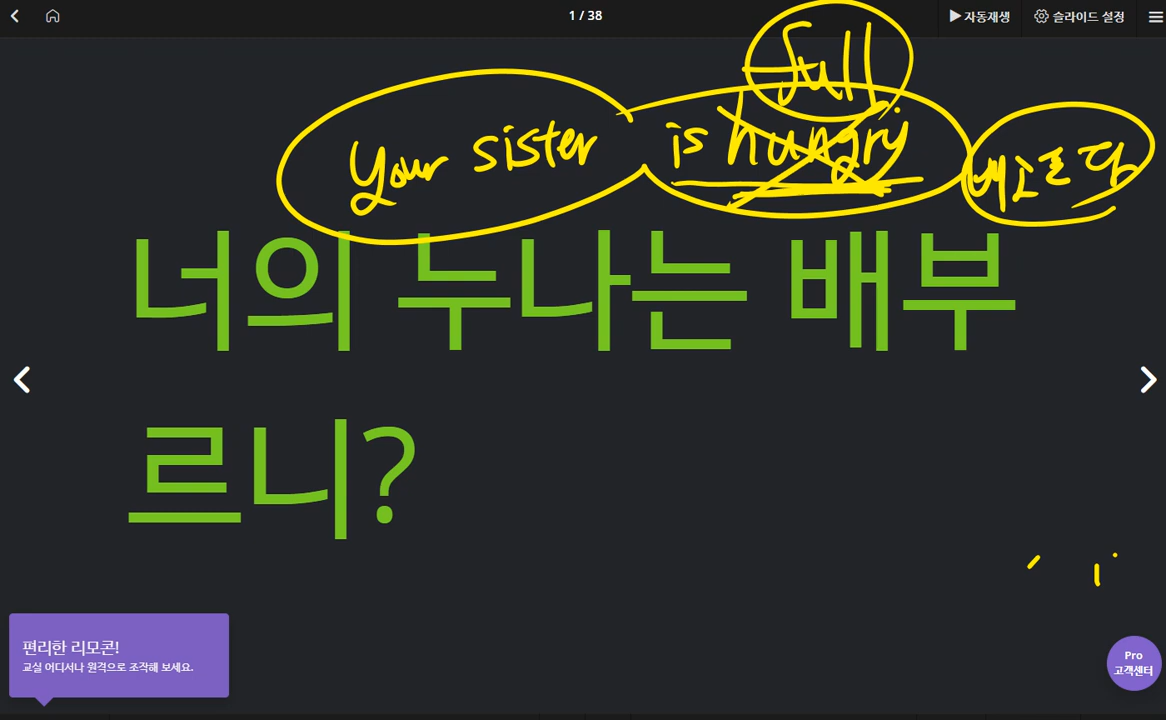 1 / 38
자동재생
슬라이드 설정
full
Your sister is hungry
배부르다
너의 누나는 배부
르니?
편리한 리모콘!
교실 어디서나 원격으로 조작해 보세요.
Pro
고객센터